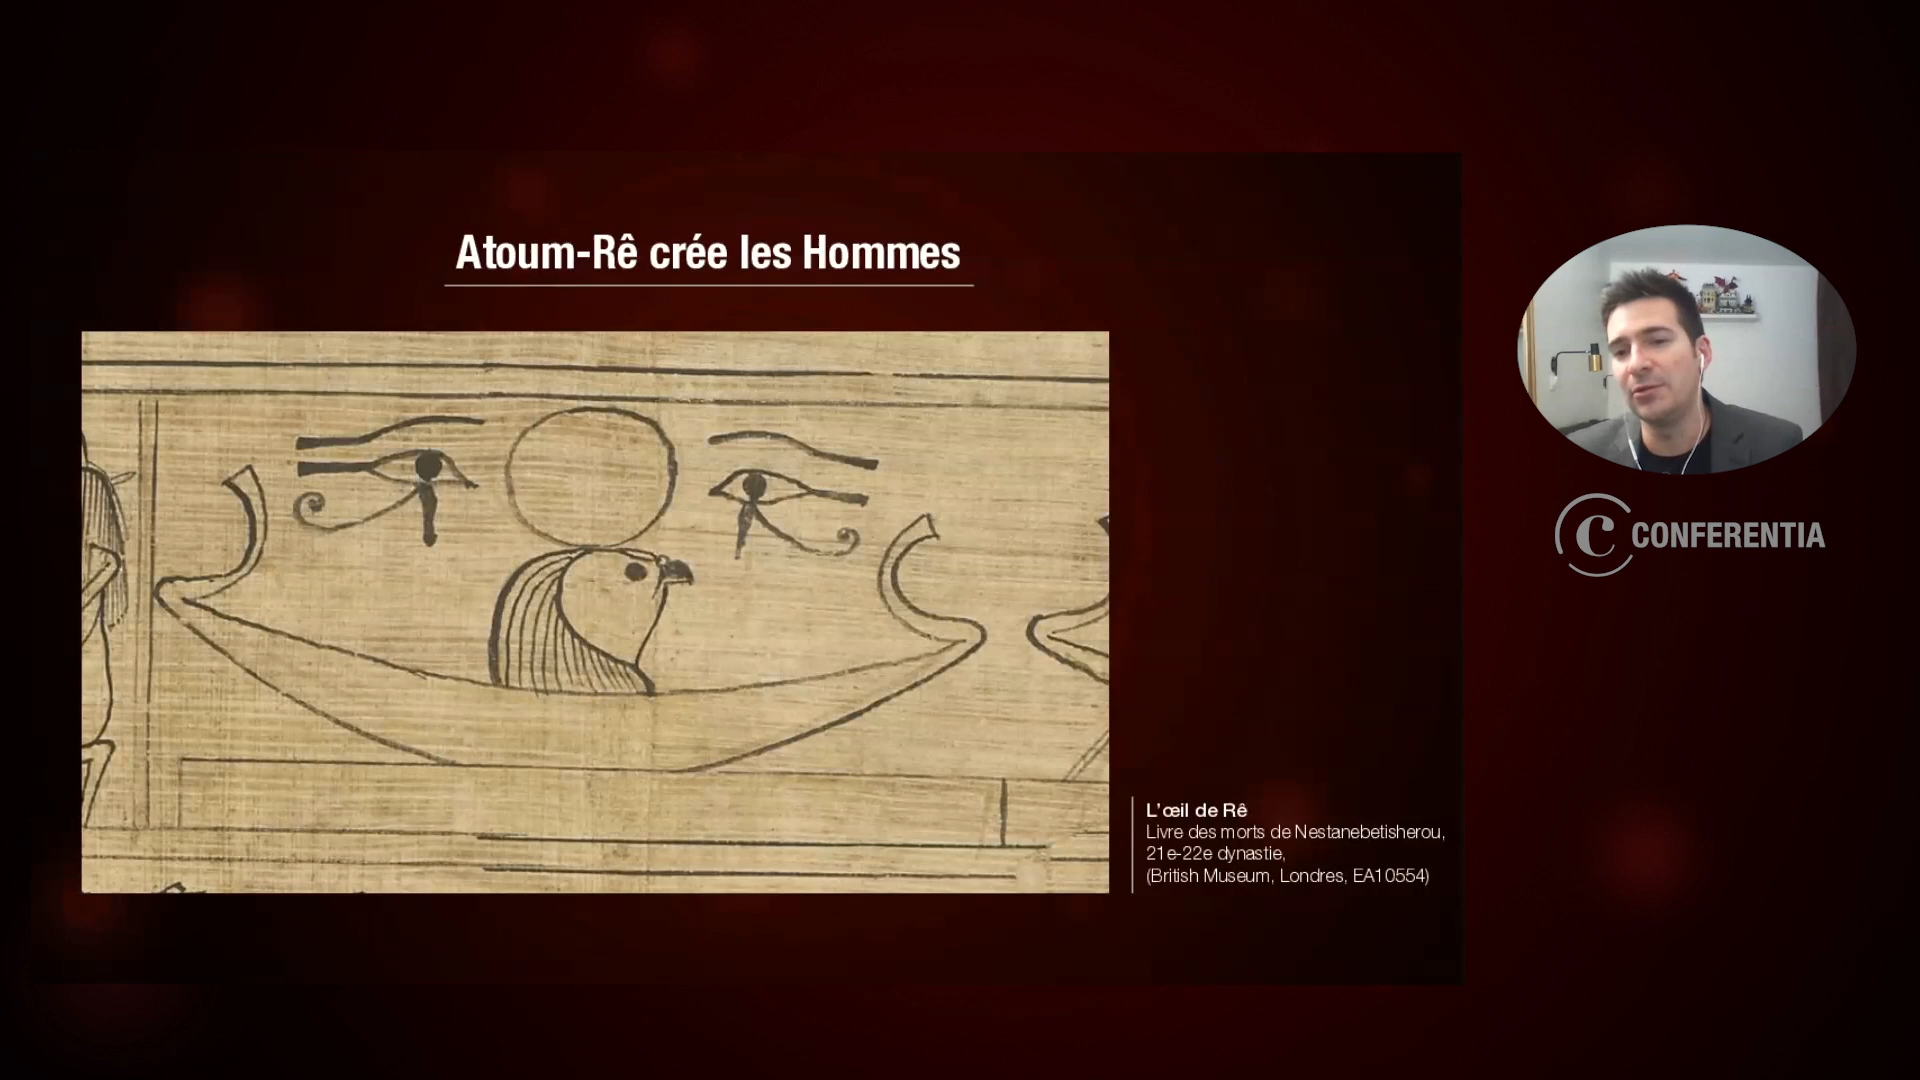 Atoum-Rê crée les Hommes
L'œil de Rê
Livre des morts de Nestanebetisherou,
21e-22e dynastie,
(British Museum, Londres, EA10554)
C CONFERENTIA